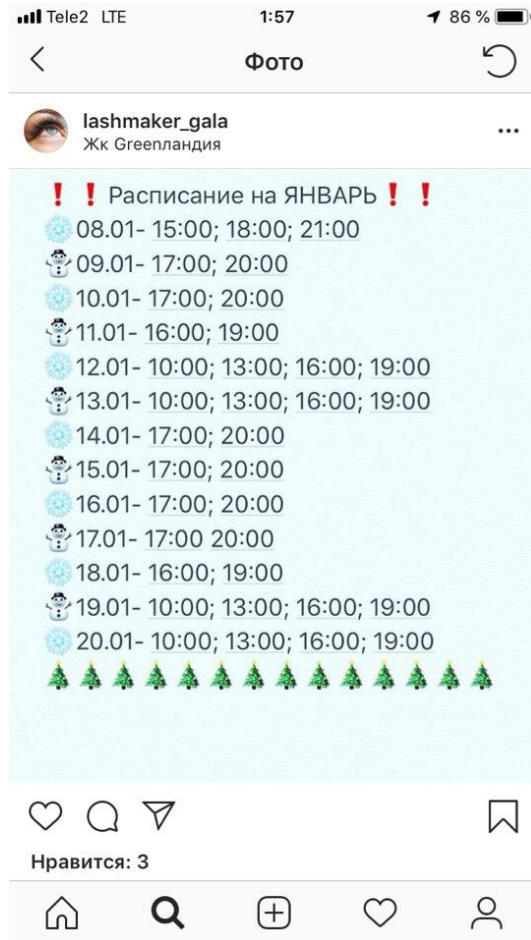 Tele2 LTE 1:57 86 %
Фото
lashmaker_gala
Жк Greenландия
❗❗Расписание на ЯНВАРЬ❗❗
08.01- 15:00; 18:00; 21:00
09.01- 17:00; 20:00
10.01- 17:00; 20:00
11.01- 16:00; 19:00
12.01- 10:00; 13:00; 16:00; 19:00
13.01- 10:00; 13:00; 16:00; 19:00
14.01- 17:00; 20:00
15.01- 17:00; 20:00
16.01- 17:00; 20:00
17.01- 17:00 20:00
18.01- 16:00; 19:00
19.01- 10:00; 13:00; 16:00; 19:00
20.01- 10:00; 13:00; 16:00; 19:00
Нравится: 3